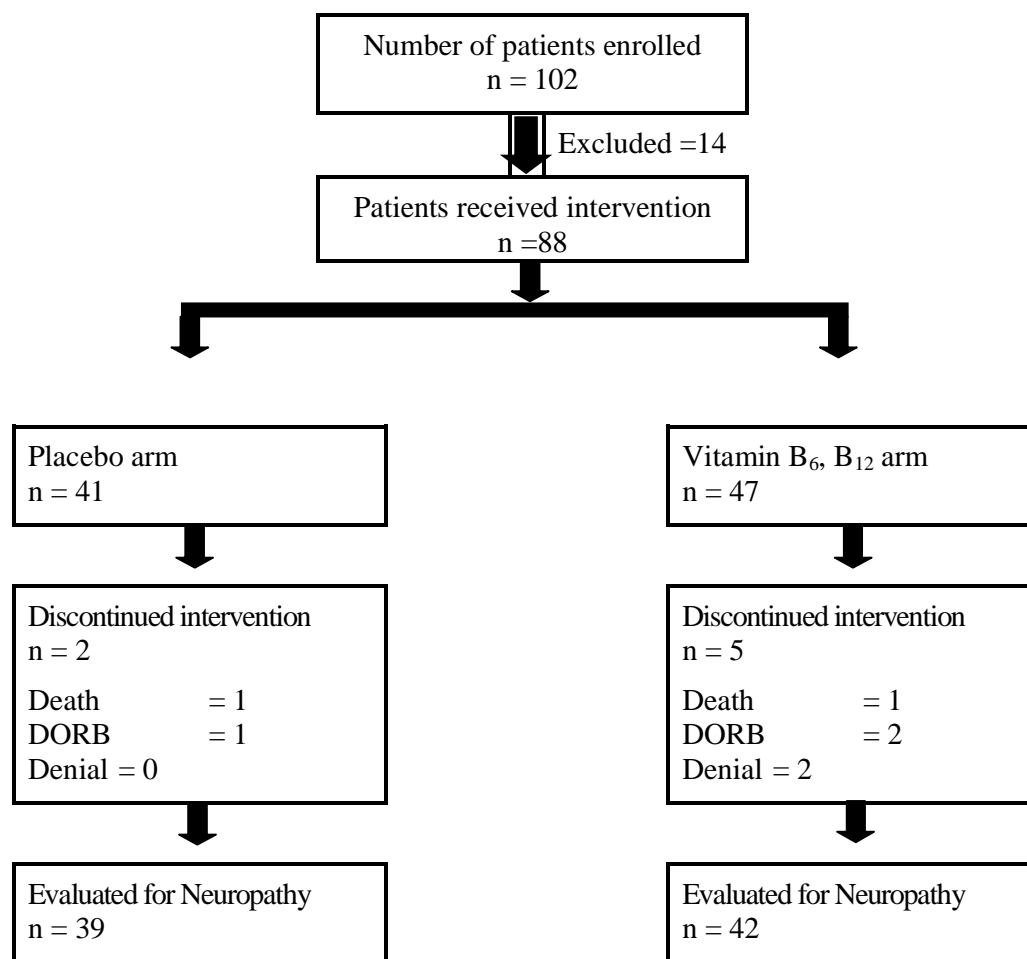 Number of patients enrolled
n = 102
Excluded =14
Patients received intervention
n =88
Placebo arm
n = 41
Discontinued intervention
n = 2
Death = 1
DORB = 1
Denial = 0
Evaluated for Neuropathy
n = 39
Vitamin B₆, B₁₂ arm
n = 47
Discontinued intervention
n = 5
Death = 1
DORB = 2
Denial = 2
Evaluated for Neuropathy
n = 42